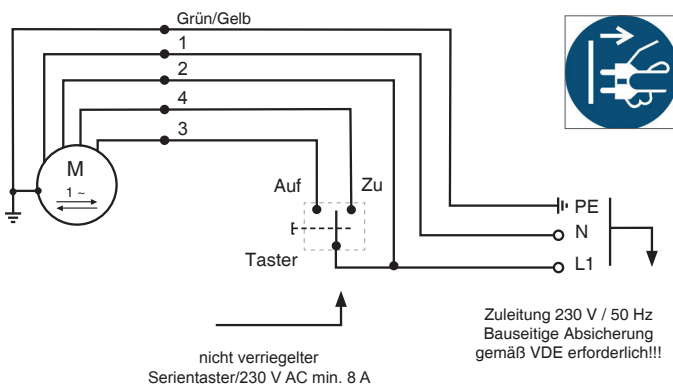 Grün/Gelb
1
2
4
3
M
1 ~
Auf
Zu
Taster
PE
N
L1
nicht verriegelter
Serientaster/230 V AC min. 8 A
Zuleitung 230 V / 50 Hz
Bauseitige Absicherung
gemäß VDE erforderlich!!!